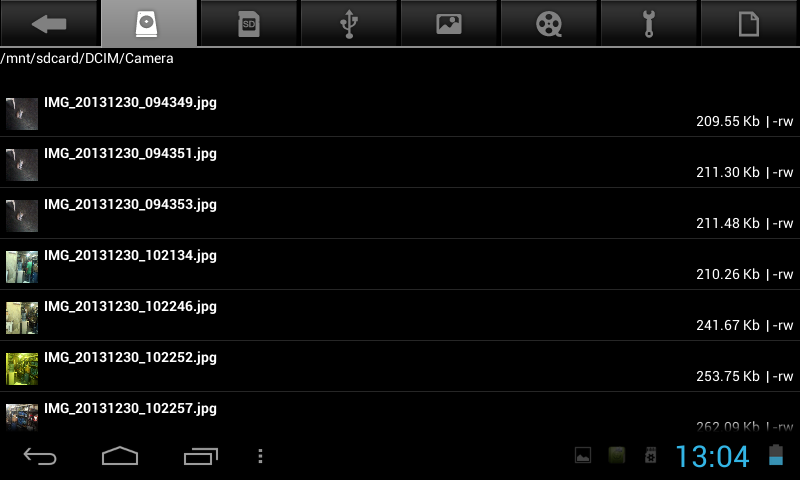 SD
/mnt/sdcard/DCIM/Camera
IMG_20131230_094349.jpg
209.55 Kb | -rw
IMG_20131230_094351.jpg
211.30 Kb | -rw
IMG_20131230_094353.jpg
211.48 Kb | -rw
IMG_20131230_102134.jpg
210.26 Kb | -rw
IMG_20131230_102246.jpg
241.67 Kb | -rw
IMG_20131230_102252.jpg
253.75 Kb | -rw
IMG_20131230_102257.jpg
262.09 Kb | -rw
13:04